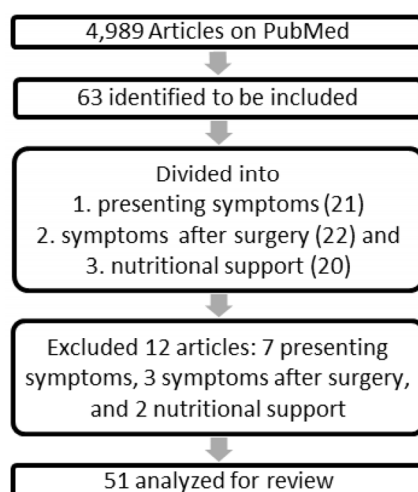 4,989 Articles on PubMed
63 identified to be included
Divided into
1. presenting symptoms (21)
2. symptoms after surgery (22) and
3. nutritional support (20)
Excluded 12 articles: 7 presenting
symptoms, 3 symptoms after surgery,
and 2 nutritional support
51 analyzed for review